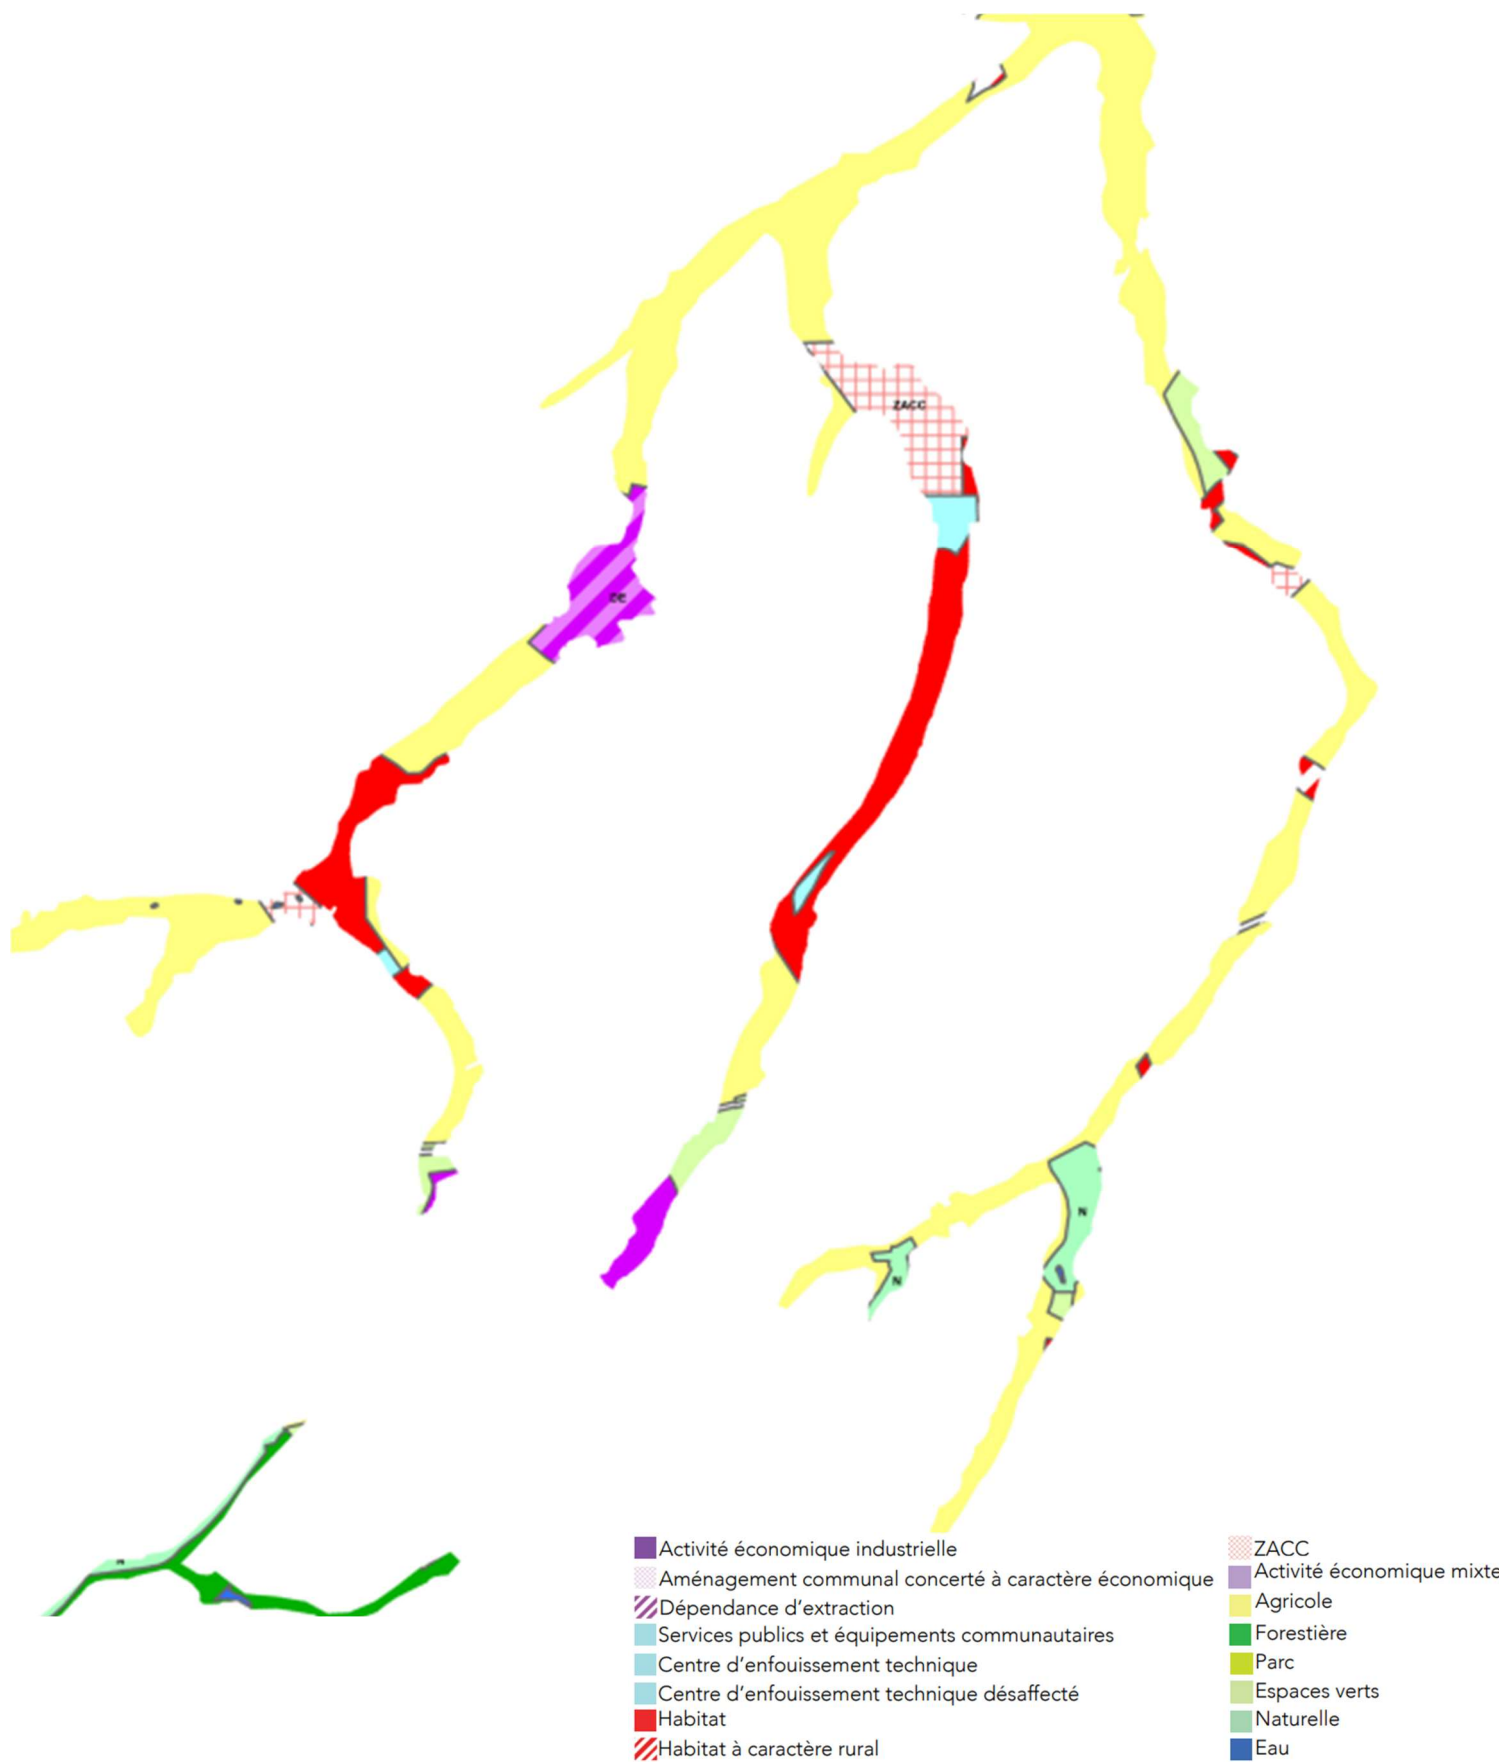 ZACC
N
N
Activité économique industrielle
Aménagement communal concerté à caractère économique
Dépendance d'extraction
Services publics et équipements communautaires
Centre d'enfouissement technique
Centre d'enfouissement technique désaffecté
Habitat
Habitat à caractère rural
ZACC
Activité économique mixte
Agricole
Forestière
Parc
Espaces verts
Naturelle
Eau